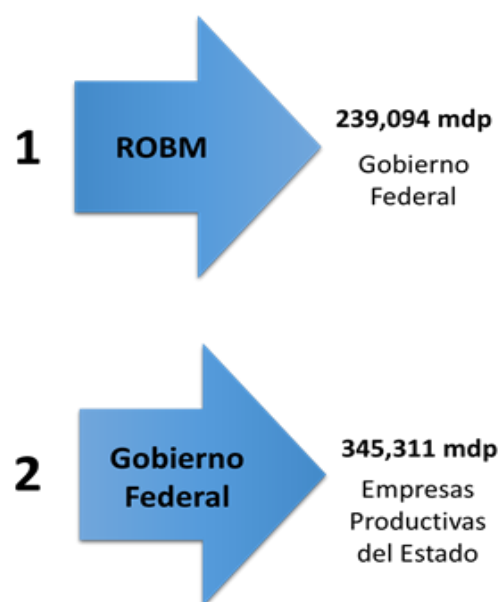 1
ROBM
239,094 mdp
Gobierno
Federal
2
Gobierno
Federal
345,311 mdp
Empresas
Productivas
del Estado